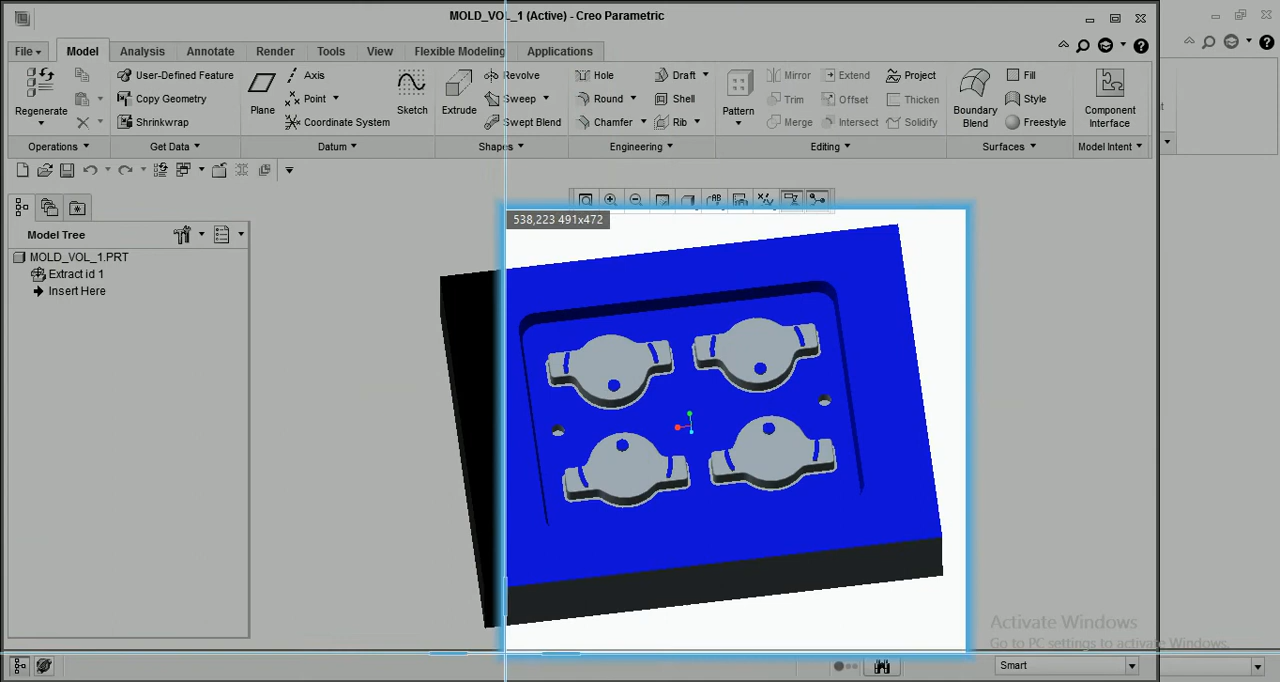 MOLD_VOL_1 (Active) - Creo Parametric
File Model Analysis Annotate Render Tools View Flexible Modeling Applications
Regenerate
User-Defined Feature
Copy Geometry
Shrinkwrap
Plane
Axis
Point
Coordinate System
Sketch
Extrude
Revolve
Sweep
Swept Blend
Hole
Round
Chamfer
Draft
Shell
Rib
Pattern
Mirror
Trim
Merge
Extend
Offset
Intersect
Project
Thicken
Solidify
Boundary
Blend
Fill
Style
Freestyle
Component
Interface
Operations Get Data Datum Shapes Engineering Editing Surfaces Model Intent
538,223 491x472
Model Tree
MOLD_VOL_1.PRT
Extract id 1
Insert Here
Activate Windows
Go to PC settings to activate Windows.
Smart